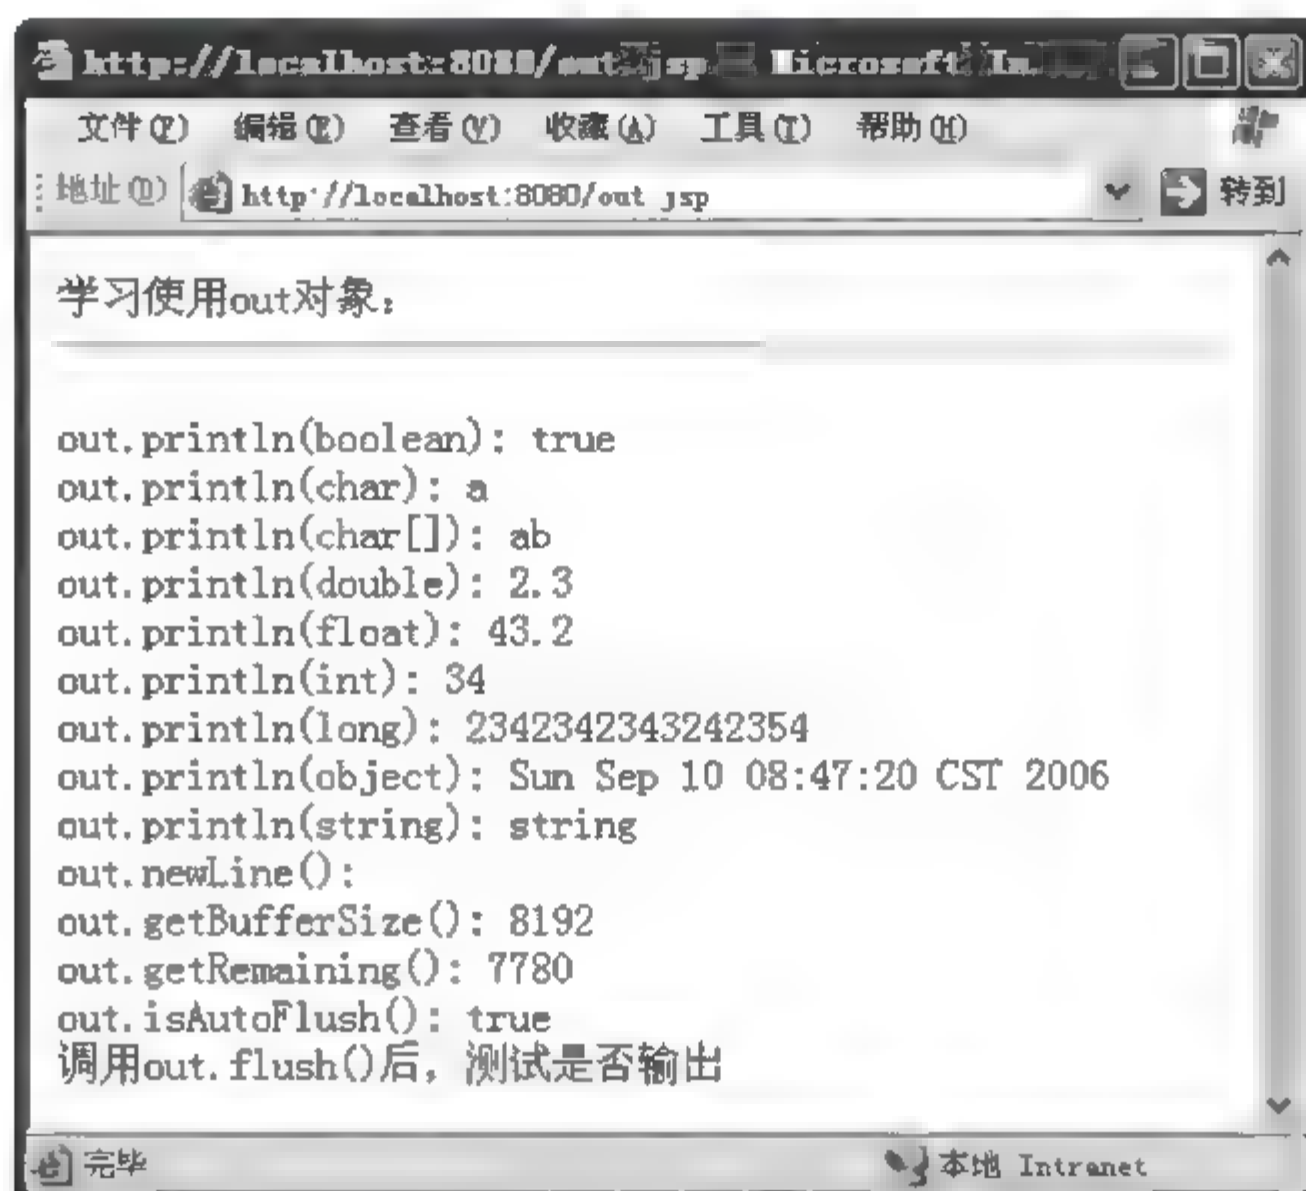 http://localhost:8080/out.jsp Microsoft In
文件(F) 编辑(E) 查看(V) 收藏(A) 工具(T) 帮助(H)
地址(D) http://localhost:8080/out jsp 转到
学习使用out对象：
out.println(boolean): true
out.println(char): a
out.println(char[]): ab
out.println(double): 2.3
out.println(float): 43.2
out.println(int): 34
out.println(long): 2342342343242354
out.println(object): Sun Sep 10 08:47:20 CST 2006
out.println(string): string
out.newLine():
out.getBufferSize(): 8192
out.getRemaining(): 7780
out.isAutoFlush(): true
调用out.flush()后，测试是否输出
完毕 本地 Intranet